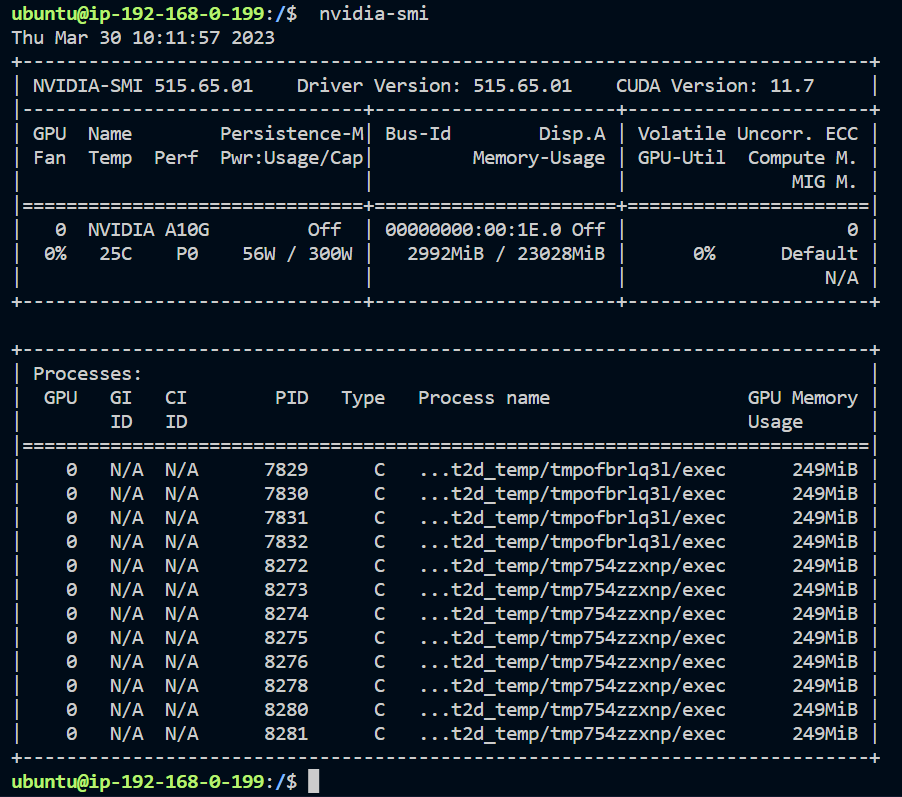 ubuntu@ip-192-168-0-199:/$  nvidia-smi
Thu Mar 30 10:11:57 2023
+-----------------------------------------------------------------------------+
| NVIDIA-SMI 515.65.01    Driver Version: 515.65.01    CUDA Version: 11.7     |
|-------------------------------+----------------------+----------------------+
| GPU  Name        Persistence-M| Bus-Id        Disp.A | Volatile Uncorr. ECC |
| Fan  Temp  Perf  Pwr:Usage/Cap|         Memory-Usage | GPU-Util  Compute M. |
|                               |                      |               MIG M. |
|===============================+======================+======================|
|   0  NVIDIA A10G         Off  | 00000000:00:1E.0 Off |                    0 |
|  0%   25C    P0    56W / 300W |   2992MiB / 23028MiB |      0%      Default |
|                               |                      |                  N/A |
+-------------------------------+----------------------+----------------------+

+-----------------------------------------------------------------------------+
| Processes:                                                                  |
|  GPU   GI   CI        PID   Type   Process name                  GPU Memory |
|        ID   ID                                                   Usage      |
|=============================================================================|
|    0   N/A  N/A      7829      C   ...t2d_temp/tmpofbrlq3l/exec      249MiB |
|    0   N/A  N/A      7830      C   ...t2d_temp/tmpofbrlq3l/exec      249MiB |
|    0   N/A  N/A      7831      C   ...t2d_temp/tmpofbrlq3l/exec      249MiB |
|    0   N/A  N/A      7832      C   ...t2d_temp/tmpofbrlq3l/exec      249MiB |
|    0   N/A  N/A      8272      C   ...t2d_temp/tmp754zzxnp/exec      249MiB |
|    0   N/A  N/A      8273      C   ...t2d_temp/tmp754zzxnp/exec      249MiB |
|    0   N/A  N/A      8274      C   ...t2d_temp/tmp754zzxnp/exec      249MiB |
|    0   N/A  N/A      8275      C   ...t2d_temp/tmp754zzxnp/exec      249MiB |
|    0   N/A  N/A      8276      C   ...t2d_temp/tmp754zzxnp/exec      249MiB |
|    0   N/A  N/A      8278      C   ...t2d_temp/tmp754zzxnp/exec      249MiB |
|    0   N/A  N/A      8280      C   ...t2d_temp/tmp754zzxnp/exec      249MiB |
|    0   N/A  N/A      8281      C   ...t2d_temp/tmp754zzxnp/exec      249MiB |
+-----------------------------------------------------------------------------+
ubuntu@ip-192-168-0-199:/$